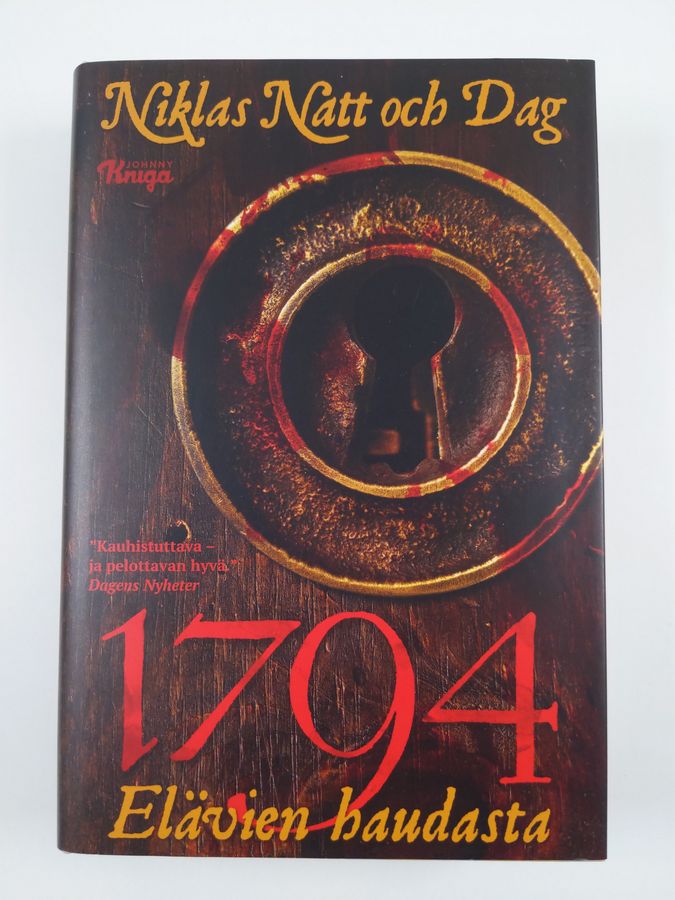 Niklas Natt och Dag
JOHNNY
Kniga
"Kauhistuttava –
ja pelottavan hyvä."
Dagens Nyheter
1794
Elävien haudasta